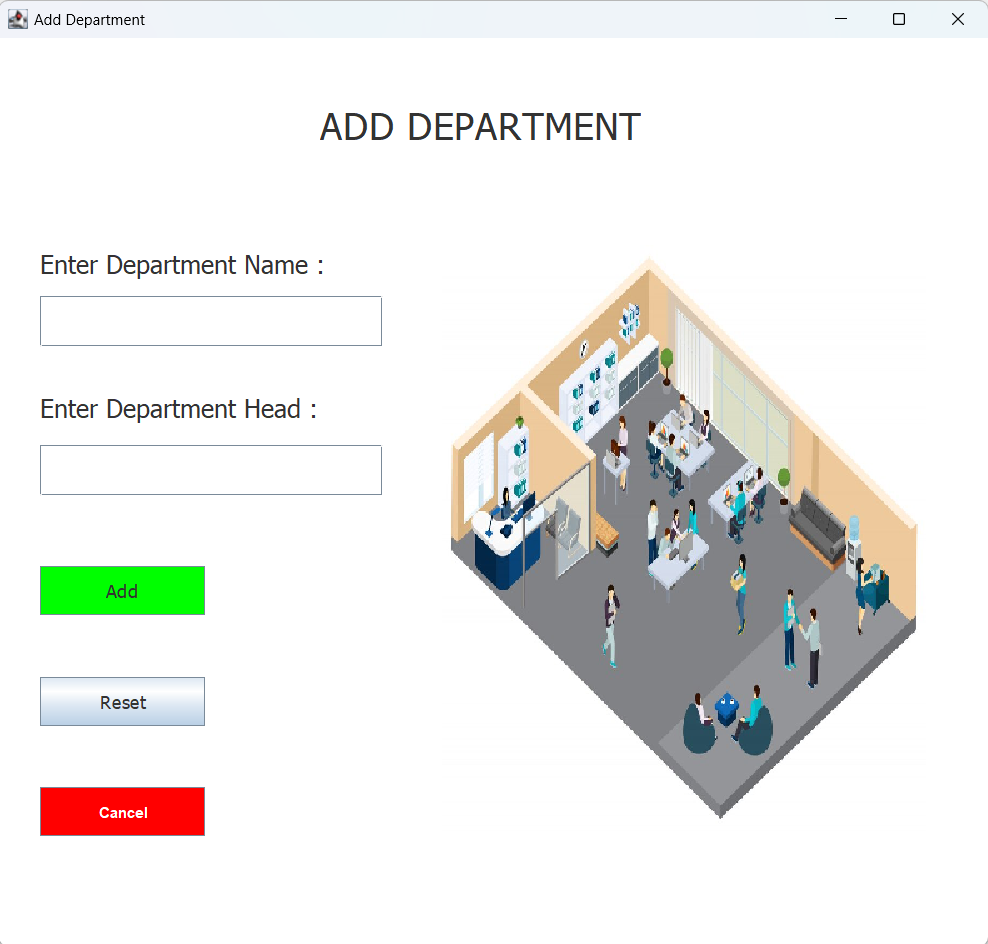 Add Department
ADD DEPARTMENT
Enter Department Name :
Enter Department Head :
Add
Reset
Cancel